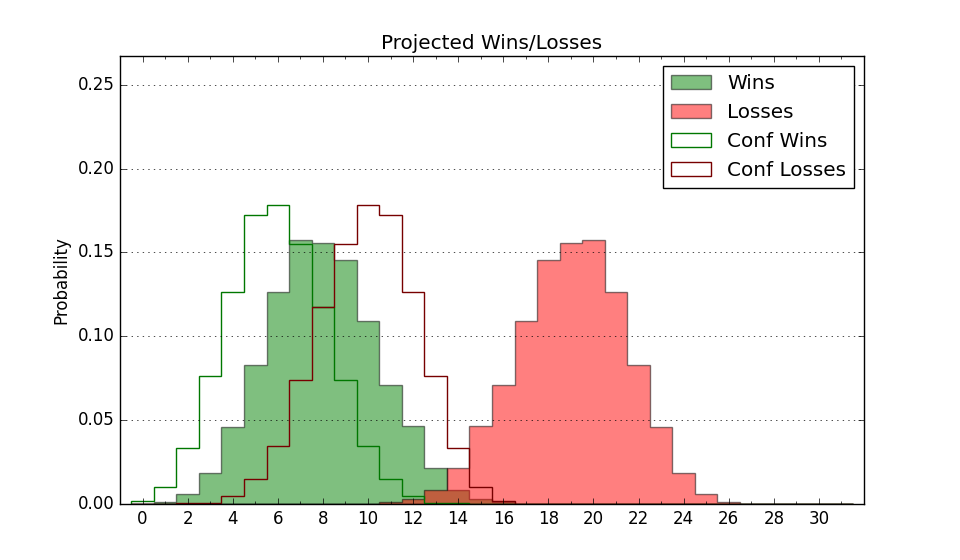 Projected Wins/Losses
Wins
Losses
Conf Wins
Conf Losses
Probability
0.25
0.20
0.15
0.10
0.05
0.00
0 2 4 6 8 10 12 14 16 18 20 22 24 26 28 30